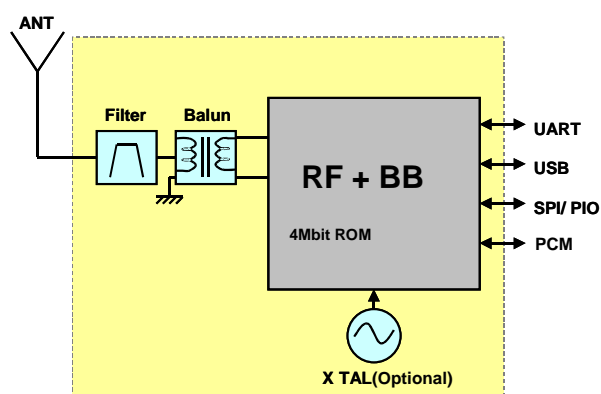 ANT
Filter
Balun
RF + BB
4Mbit ROM
UART
USB
SPI/ PIO
PCM
X TAL(Optional)